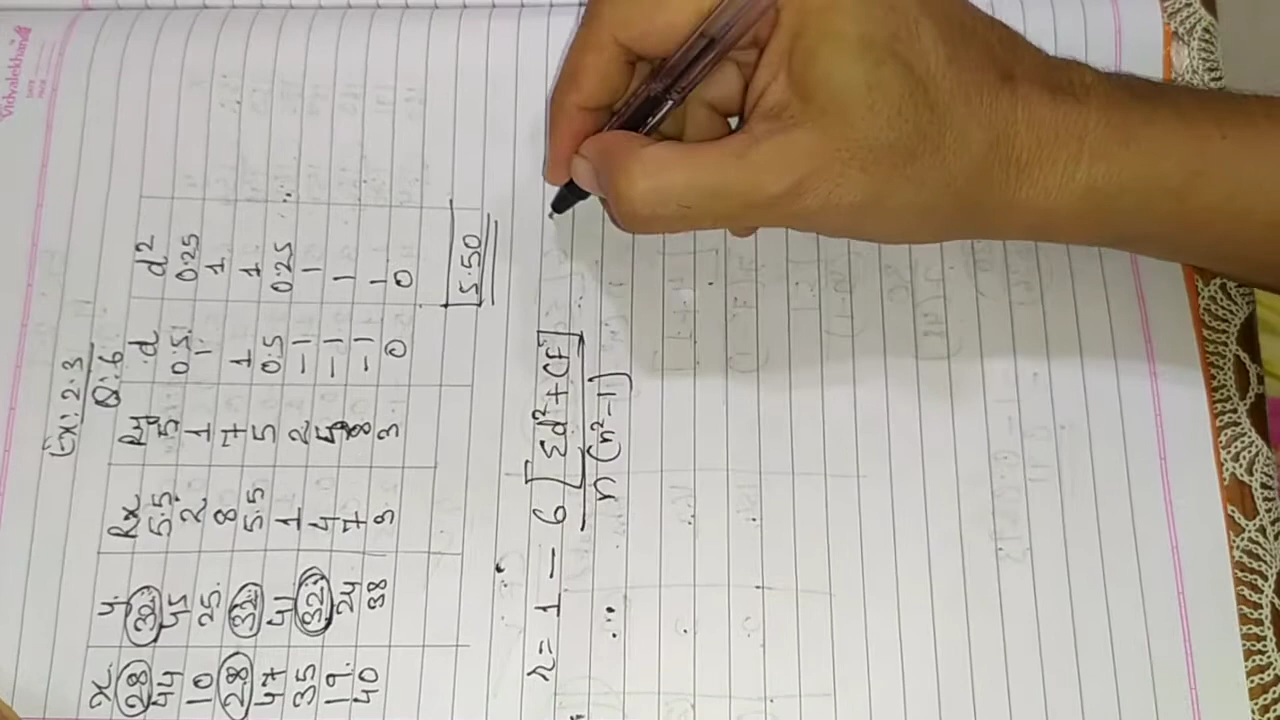 Vidyalekhan
Ex: 2.3
Q: 6
x y Rx Ry d d²
28 32 5.5 5 0.5 0.25
44 45 2 1 1 1
10 25 8 7 1 1
28 32 5.5 5 0.5 0.25
47 41 1 2 -1 1
35 32 4 5 -1 1
19 24 7 8 -1 1
40 38 3 3 0 0
5.50
r = 1 - 6 [Σd² + CF]
n(n² - 1)